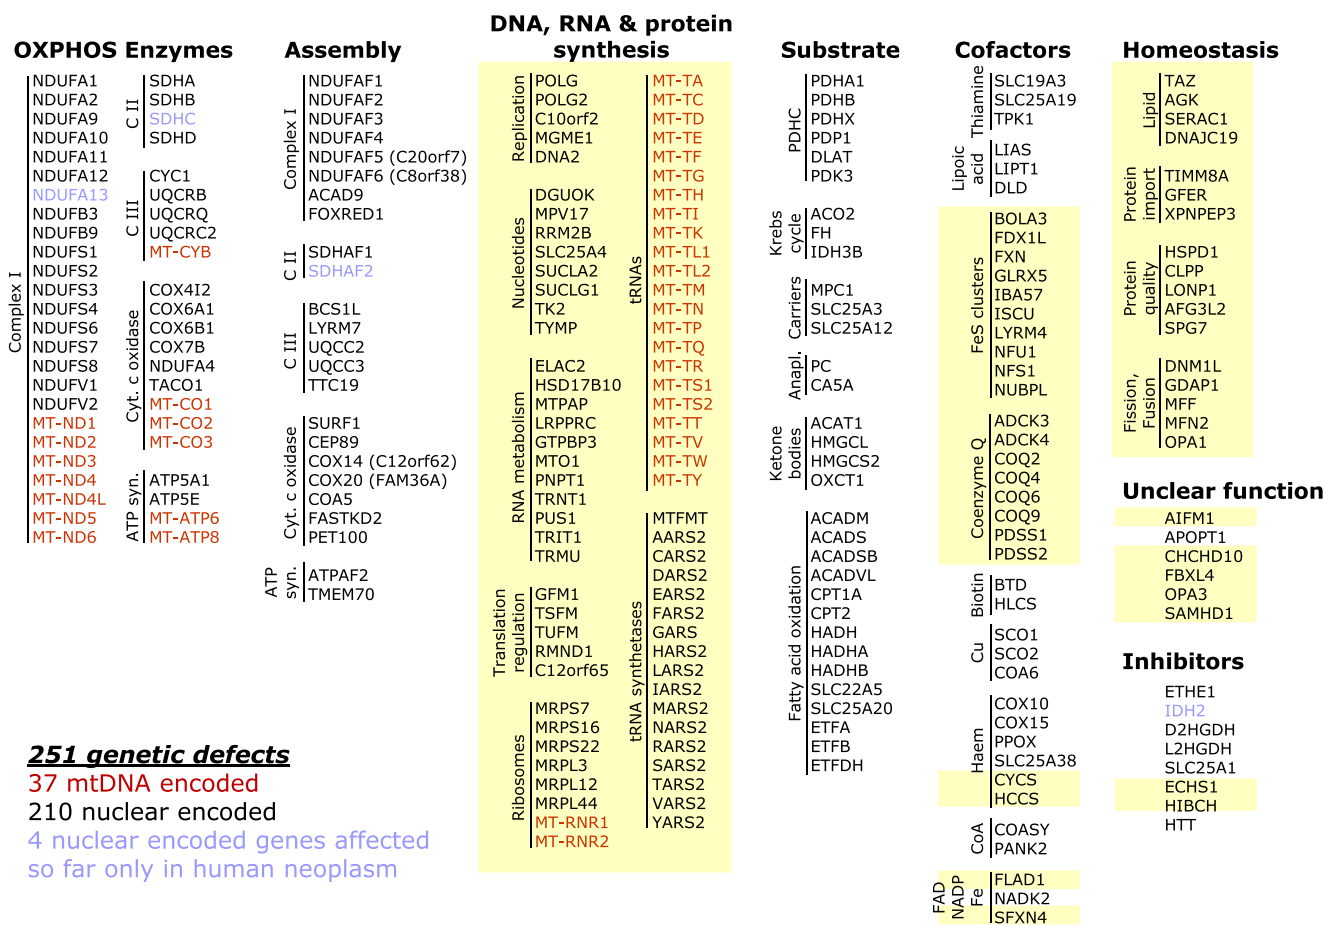 OXPHOS Enzymes
Complex I
NDUFA1
NDUFA2
NDUFA9
NDUFA10
NDUFA11
NDUFA12
NDUFA13
NDUFB3
NDUFB9
NDUFS1
NDUFS2
NDUFS3
NDUFS4
NDUFS6
NDUFS7
NDUFS8
NDUFV1
NDUFV2
MT-ND1
MT-ND2
MT-ND3
MT-ND4
MT-ND4L
MT-ND5
MT-ND6
C II
SDHA
SDHB
SDHC
SDHD
C III
CYC1
UQCRB
UQCRQ
UQCRC2
MT-CYB
Cyt. c oxidase
COX4I2
COX6A1
COX6B1
COX7B
NDUFA4
TACO1
MT-CO1
MT-CO2
MT-CO3
ATP syn.
ATP5A1
ATP5E
MT-ATP6
MT-ATP8
Assembly
Complex I
NDUFAF1
NDUFAF2
NDUFAF3
NDUFAF4
NDUFAF5 (C20orf7)
NDUFAF6 (C8orf38)
ACAD9
FOXRED1
C II
SDHAF1
SDHAF2
C III
BCS1L
LYRM7
UQCC2
UQCC3
TTC19
Cyt. c oxidase
SURF1
CEP89
COX14 (C12orf62)
COX20 (FAM36A)
COA5
FASTKD2
PET100
ATP
syn.
ATPAF2
TMEM70
DNA, RNA & protein
synthesis
Replication
POLG
POLG2
C10orf2
MGME1
DNA2
Nucleotides
DGUOK
MPV17
RRM2B
SLC25A4
SUCLA2
SUCLG1
TK2
TYMP
RNA metabolism
ELAC2
HSD17B10
MTPAP
LRPPRC
GTPBP3
MTO1
PNPT1
TRNT1
PUS1
TRIT1
TRMU
Translation
regulation
GFM1
TSFM
TUFM
RMND1
C12orf65
Ribosomes
MRPS7
MRPS16
MRPS22
MRPL3
MRPL12
MRPL44
MT-RNR1
MT-RNR2
tRNAs
MT-TA
MT-TC
MT-TD
MT-TE
MT-TF
MT-TG
MT-TH
MT-TI
MT-TK
MT-TL1
MT-TL2
MT-TM
MT-TN
MT-TP
MT-TQ
MT-TR
MT-TS1
MT-TS2
MT-TT
MT-TV
MT-TW
MT-TY
tRNA synthetases
MTFMT
AARS2
CARS2
DARS2
EARS2
FARS2
GARS
HARS2
LARS2
IARS2
MARS2
NARS2
RARS2
SARS2
TARS2
VARS2
YARS2
Substrate
PDHC
PDHA1
PDHB
PDHX
PDP1
DLAT
PDK3
Krebs
cycle
ACO2
FH
IDH3B
Carriers
MPC1
SLC25A3
SLC25A12
Anapl.
PC
CA5A
Ketone
bodies
ACAT1
HMGCL
HMGCS2
OXCT1
Fatty acid oxidation
ACADM
ACADS
ACADSB
ACADVL
CPT1A
CPT2
HADH
HADHA
HADHB
SLC22A5
SLC25A20
ETFA
ETFB
ETFDH
Cofactors
Thiamine
SLC19A3
SLC25A19
TPK1
Lipoic
acid
LIAS
LIPT1
DLD
FeS clusters
BOLA3
FDX1L
FXN
GLRX5
IBA57
ISCU
LYRM4
NFU1
NFS1
NUBPL
Coenzyme Q
ADCK3
ADCK4
COQ2
COQ4
COQ6
COQ9
PDSS1
PDSS2
Biotin
BTD
HLCS
Cu
SCO1
SCO2
COA6
Haem
COX10
COX15
PPOX
SLC25A38
CYCS
HCCS
CoA
COASY
PANK2
FAD
NADP
Fe
FLAD1
NADK2
SFXN4
Homeostasis
Lipid
TAZ
AGK
SERAC1
DNAJC19
Protein
import
TIMM8A
GFER
XPNPEP3
Protein
quality
HSPD1
CLPP
LONP1
AFG3L2
SPG7
Fission,
Fusion
DNM1L
GDAP1
MFF
MFN2
OPA1
Unclear function
AIFM1
APOPT1
CHCHD10
FBXL4
OPA3
SAMHD1
Inhibitors
ETHE1
IDH2
D2HGDH
L2HGDH
SLC25A1
ECHS1
HIBCH
HTT
251 genetic defects
37 mtDNA encoded
210 nuclear encoded
4 nuclear encoded genes affected
so far only in human neoplasm